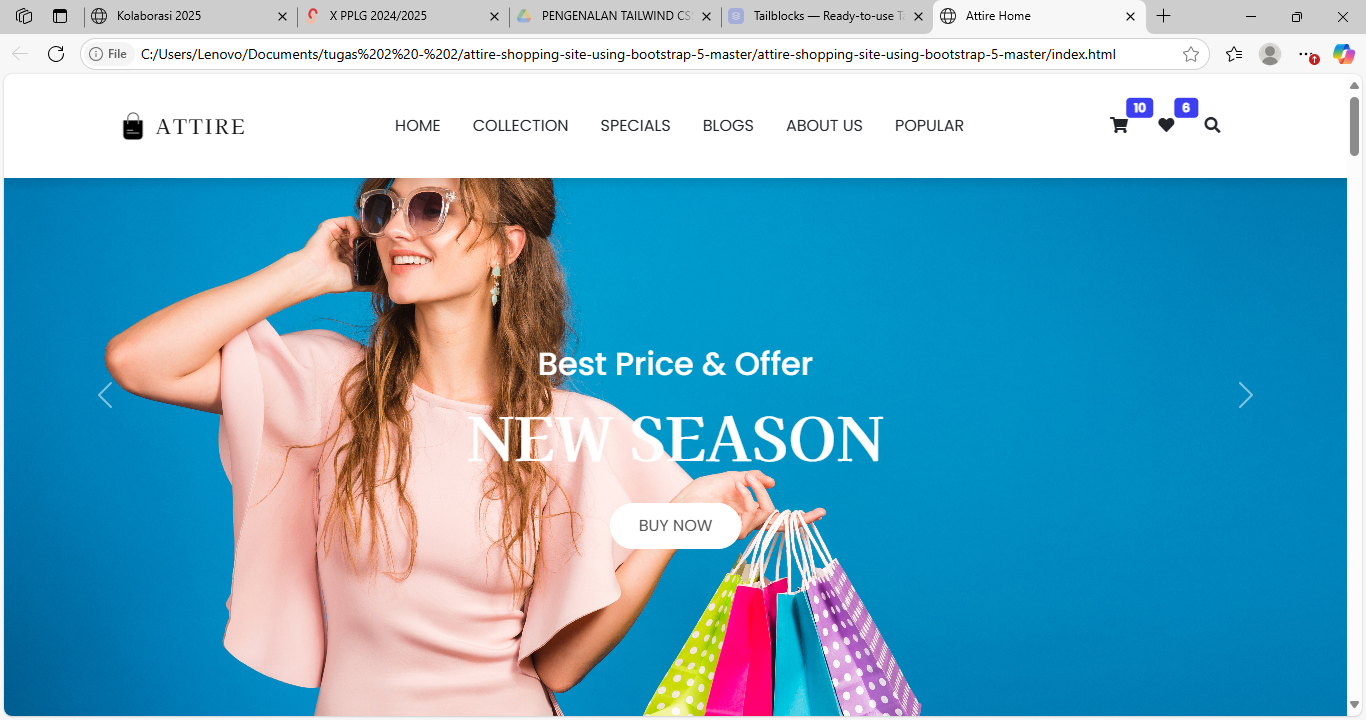 Kolaborasi 2025
X PPLG 2024/2025
PENGENALAN TAILWIND CS
Tailblocks — Ready-to-use T
Attire Home
File
C:/Users/Lenovo/Documents/tugas%202%20-%202/attire-shopping-site-using-bootstrap-5-master/attire-shopping-site-using-bootstrap-5-master/index.html
ATTIRE
HOME COLLECTION SPECIALS BLOGS ABOUT US POPULAR
10 6
Best Price & Offer
NEW SEASON
BUY NOW